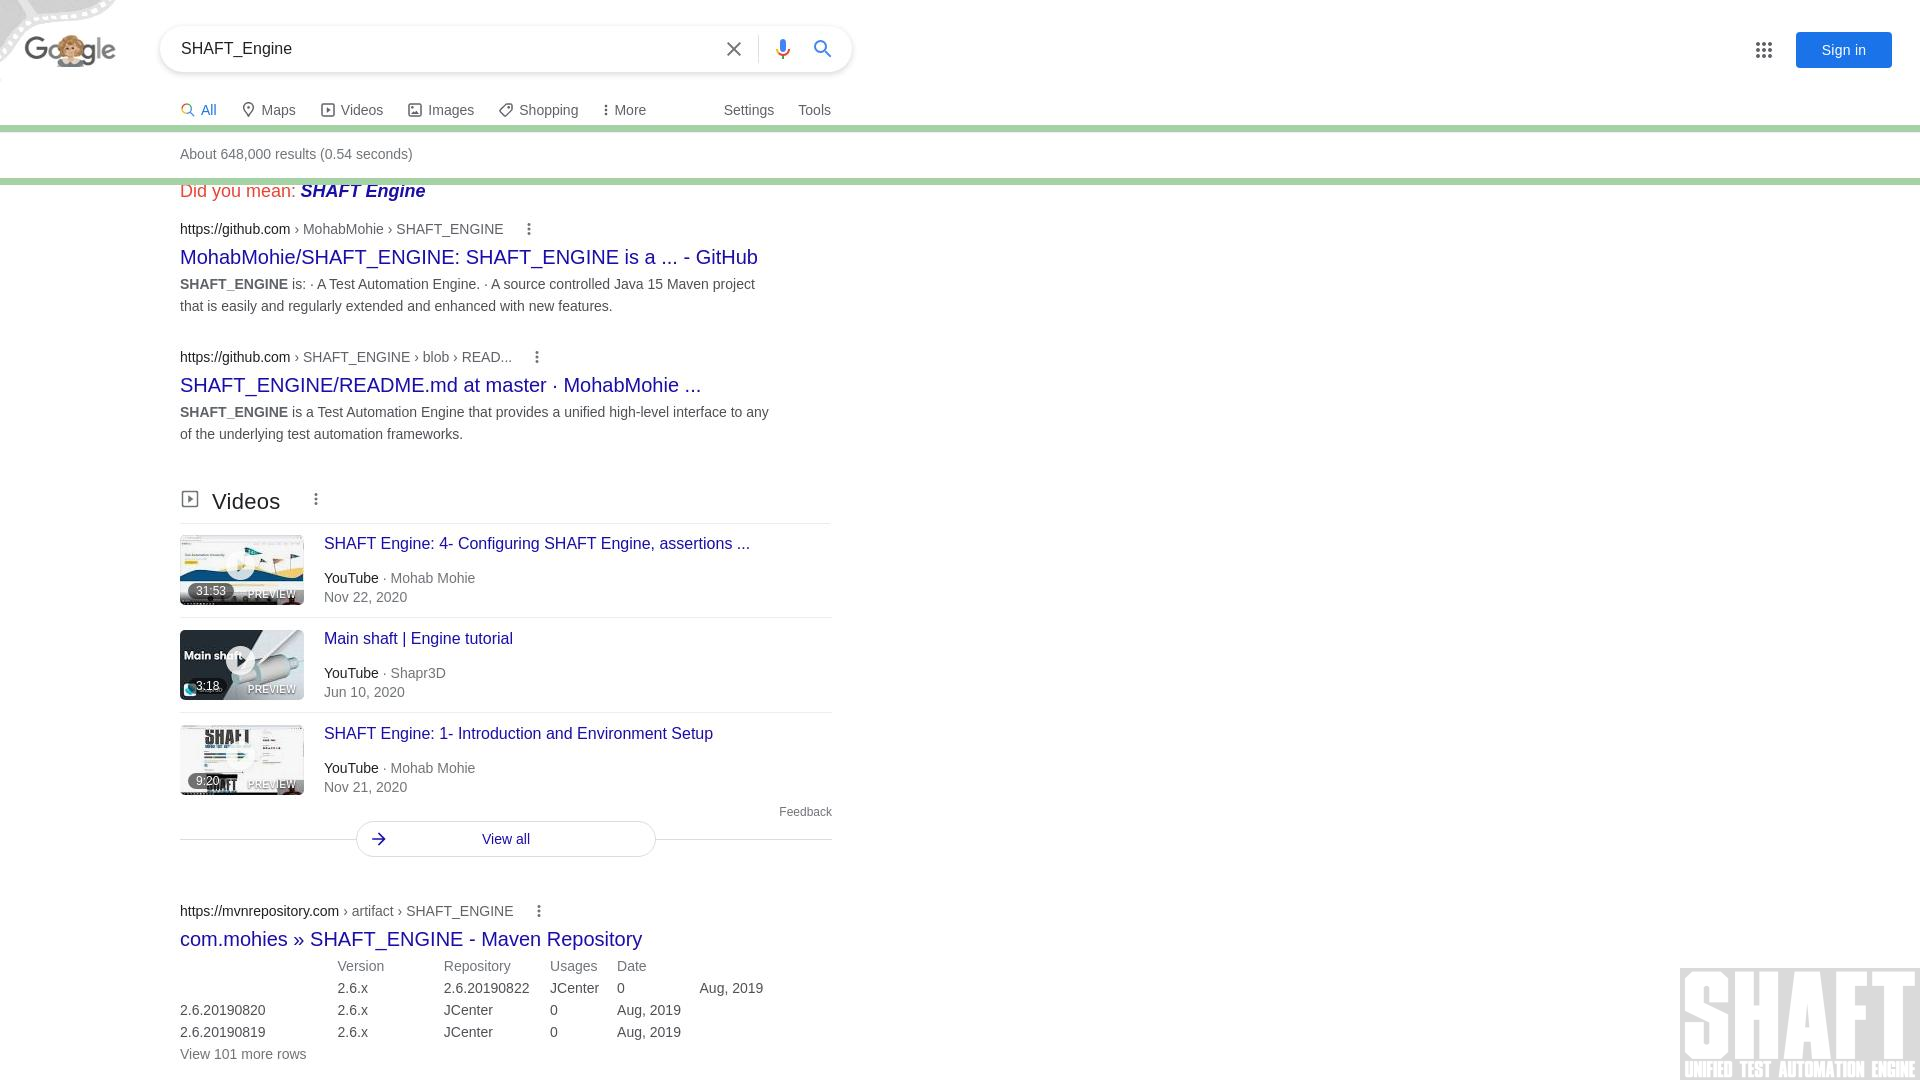 Google
SHAFT_Engine
Sign in
All Maps Videos Images Shopping More Settings Tools
About 648,000 results (0.54 seconds)
Did you mean: SHAFT Engine
https://github.com › MohabMohie › SHAFT_ENGINE
MohabMohie/SHAFT_ENGINE: SHAFT_ENGINE is a ... - GitHub
SHAFT_ENGINE is: · A Test Automation Engine. · A source controlled Java 15 Maven project
that is easily and regularly extended and enhanced with new features.
https://github.com › SHAFT_ENGINE › blob › READ...
SHAFT_ENGINE/README.md at master · MohabMohie ...
SHAFT_ENGINE is a Test Automation Engine that provides a unified high-level interface to any
of the underlying test automation frameworks.
Videos
SHAFT Engine: 4- Configuring SHAFT Engine, assertions ...
31:53 PREVIEW
YouTube · Mohab Mohie
Nov 22, 2020
Main shaft | Engine tutorial
Main shaft
3:18 PREVIEW
YouTube · Shapr3D
Jun 10, 2020
SHAFT Engine: 1- Introduction and Environment Setup
SHAFT
9:20 PREVIEW
YouTube · Mohab Mohie
Nov 21, 2020
Feedback
View all
https://mvnrepository.com › artifact › SHAFT_ENGINE
com.mohies » SHAFT_ENGINE - Maven Repository
Version Repository Usages Date
2.6.x 2.6.20190822 JCenter 0 Aug, 2019
2.6.20190820 2.6.x JCenter 0 Aug, 2019
2.6.20190819 2.6.x JCenter 0 Aug, 2019
View 101 more rows
SHAFT
UNIFIED TEST AUTOMATION ENGINE